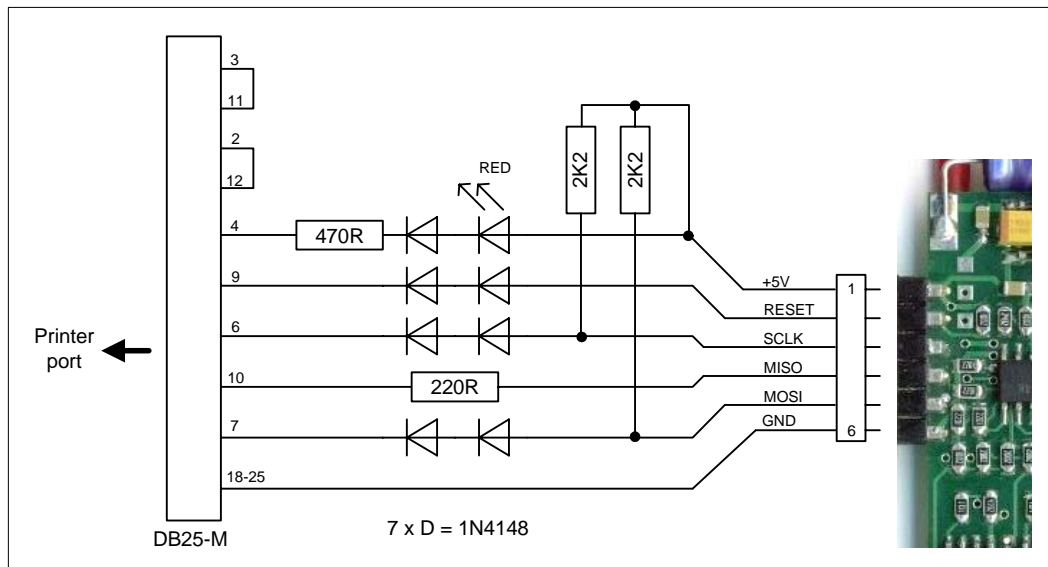 3
11
2
12
4
470R
RED
2K2
2K2
9
6
10
220R
7
18-25
Printer
port
+5V
RESET
SCLK
MISO
MOSI
GND
1
6
DB25-M
7 x D = 1N4148